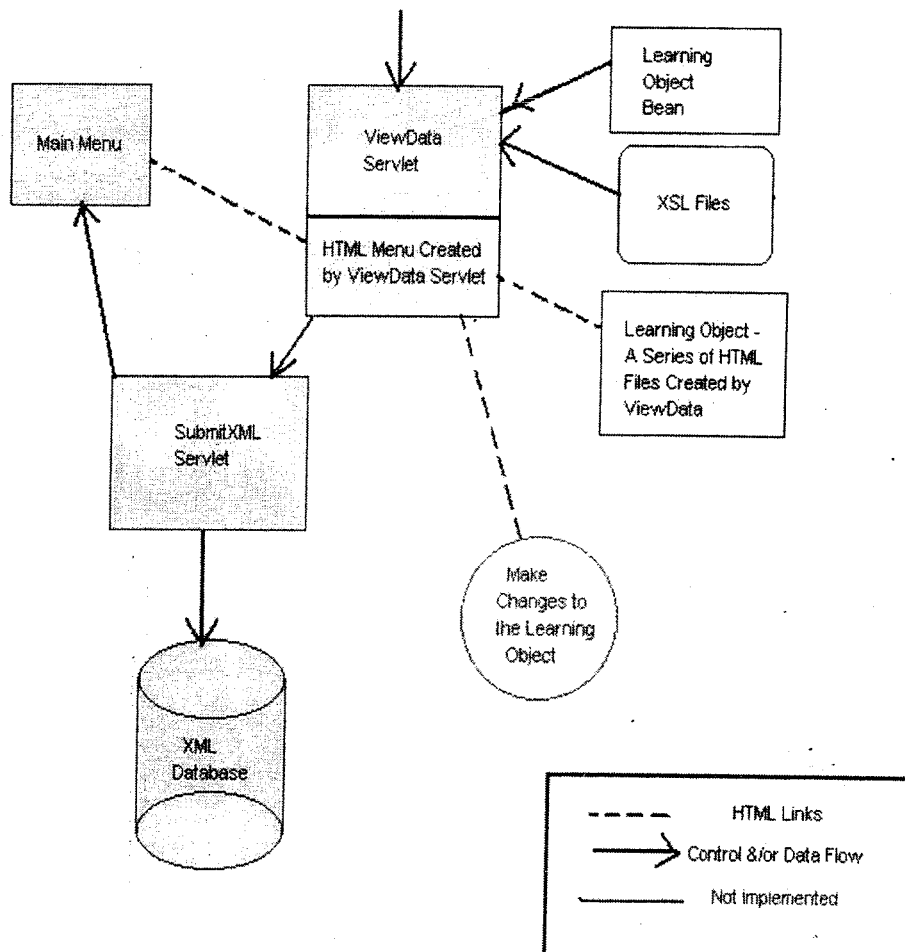 Learning
Object
Bean
Main Menu
ViewData
Servlet
XSL Files
HTML Menu Created
by ViewData Servlet
Learning Object -
A Series of HTML
Files Created by
ViewData
SubmitXML
Servlet
Make
Changes to
the Learning
Object
XML
Database
HTML Links
Control &/or Data Flow
Not Implemented